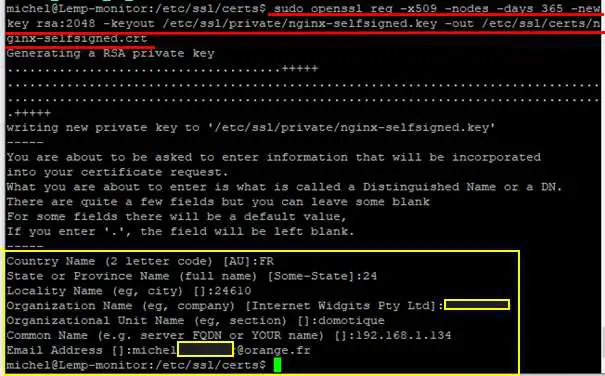 michel@Lemp-monitor:/etc/ssl/certs$ sudo openssl req -x509 -nodes -days 365 -new
key rsa:2048 -keyout /etc/ssl/private/nginx-selfsigned.key -out /etc/ssl/certs/n
ginx-selfsigned.crt
Generating a RSA private key
......................................+++++
................................................................................
................................................................................
.+++++
writing new private key to '/etc/ssl/private/nginx-selfsigned.key'
-----
You are about to be asked to enter information that will be incorporated
into your certificate request.
What you are about to enter is what is called a Distinguished Name or a DN.
There are quite a few fields but you can leave some blank
For some fields there will be a default value,
If you enter '.', the field will be left blank.
-----
Country Name (2 letter code) [AU]:FR
State or Province Name (full name) [Some-State]:24
Locality Name (eg, city) []:24610
Organization Name (eg, company) [Internet Widgits Pty Ltd]:
Organizational Unit Name (eg, section) []:domotique
Common Name (e.g. server FQDN or YOUR name) []:192.168.1.134
Email Address []:michel @orange.fr
michel@Lemp-monitor:/etc/ssl/certs$